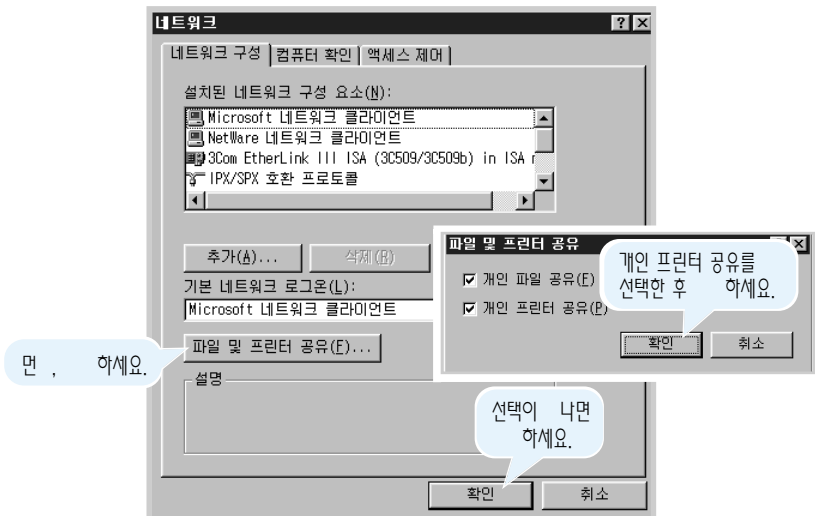 네트워크
네트워크 구성 컴퓨터 확인 액세스 제어
설치된 네트워크 구성 요소(N):
Microsoft 네트워크 클라이언트
NetWare 네트워크 클라이언트
3Com EtherLink III ISA (3C509/3C509b) in ISA
IPX/SPX 호환 프로토콜
추가(A)... 삭제(R)
기본 네트워크 로그온(L):
Microsoft 네트워크 클라이언트
파일 및 프린터 공유(F)...
설명
확인 취소
파일 및 프린터 공유
개인 파일 공유(F)
개인 프린터 공유(P)
확인 취소
개인 프린터 공유를
선택한 후 하세요.
먼 , 하세요.
선택이 나면
하세요.